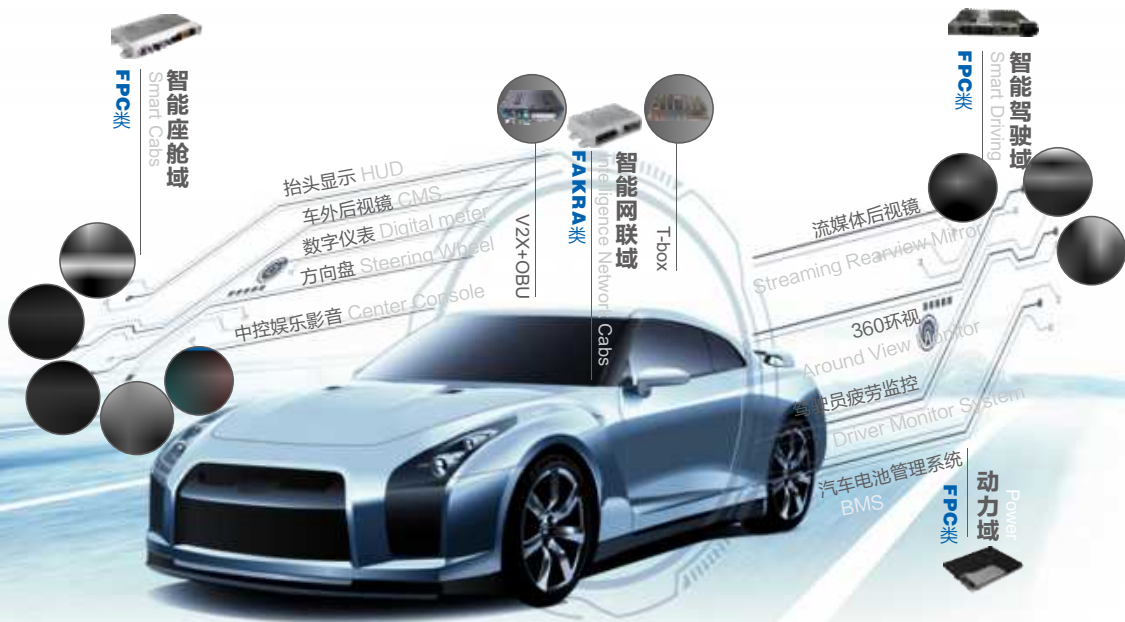 智能座舱域
Smart Cabs
FPC类
抬头显示 HUD
车外后视镜 CMS
数字仪表 Digital meter
方向盘 Steering Wheel
中控娱乐影音 Center Console
V2X+OBU
智能网联域
Intelligence Network Cabs
FAKRA类
T-box
智能驾驶域
Smart Driving
FPC类
流媒体后视镜
Streaming Rearview Mirror
360环视
Around View Monitor
驾驶员疲劳监控
Driver Monitor System
汽车电池管理系统
BMS
动力域
Power
FPC类